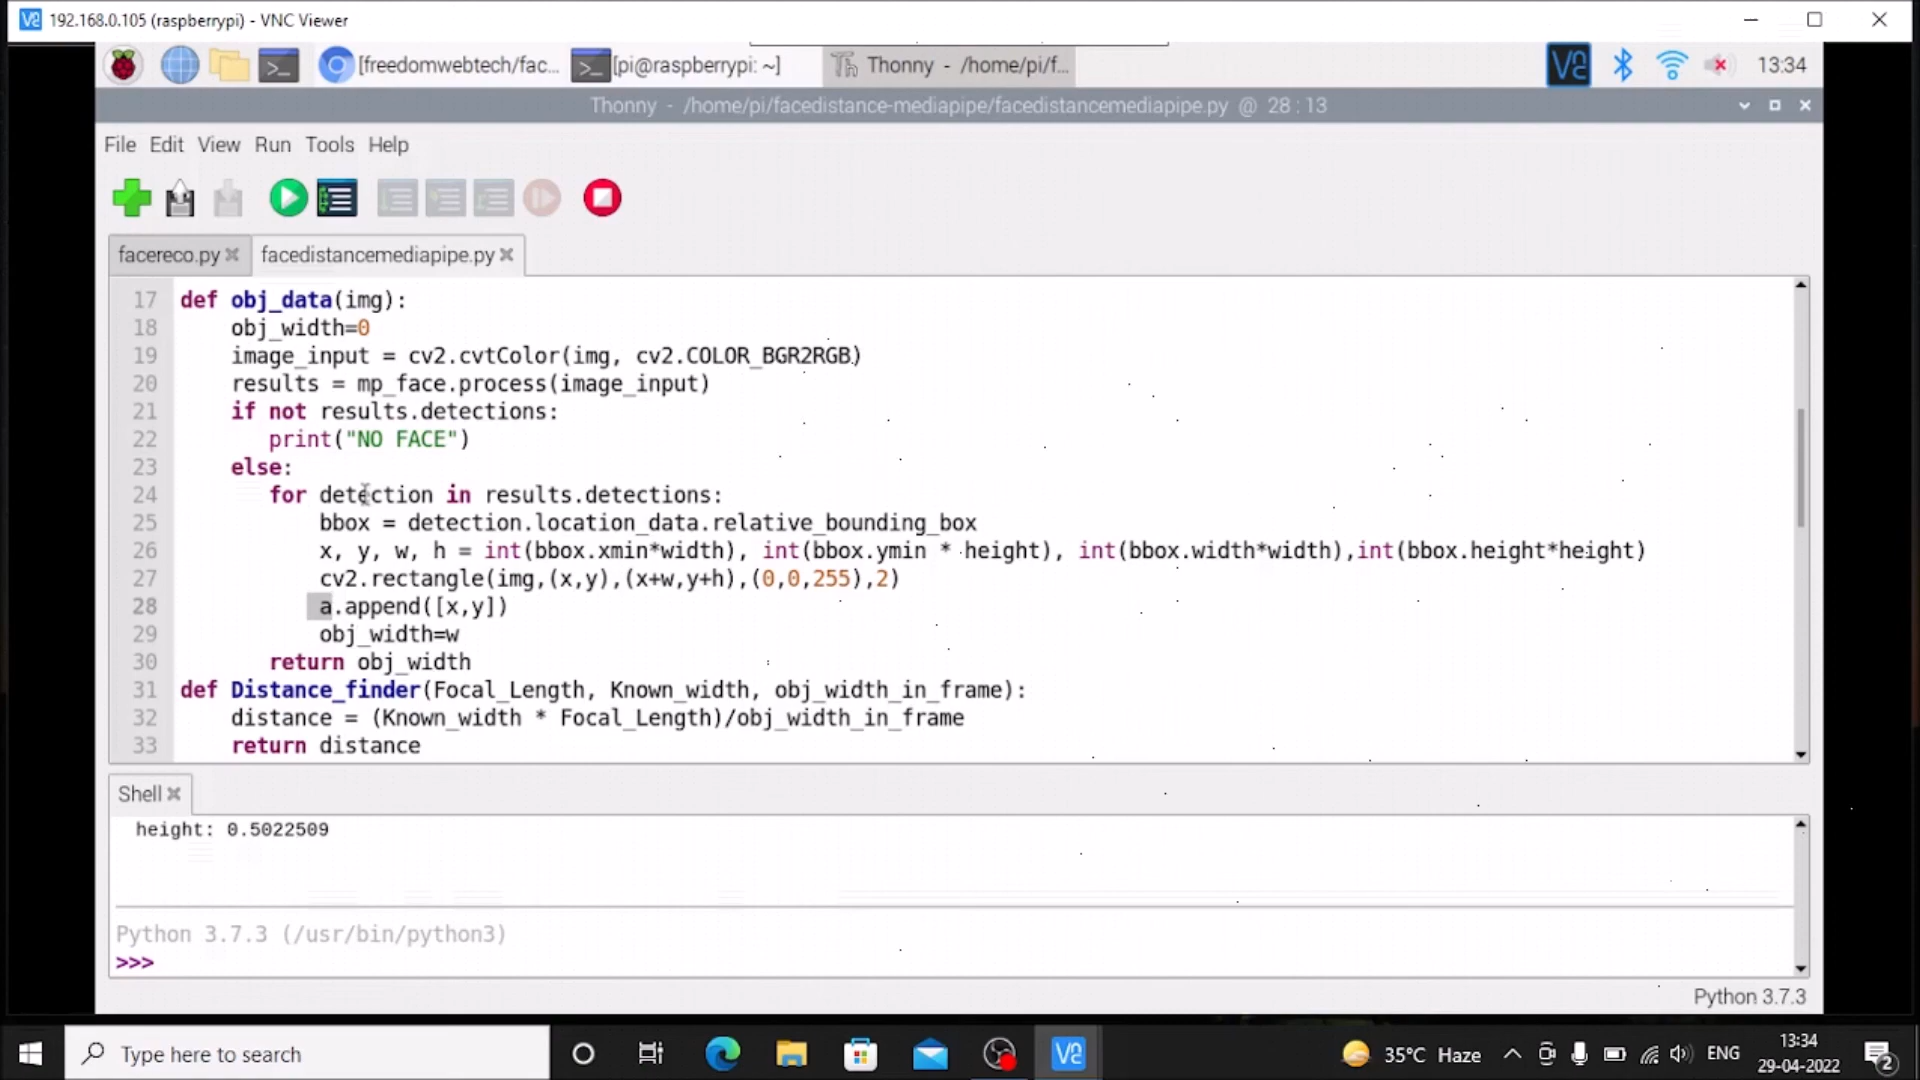 192.168.0.105 (raspberrypi) - VNC Viewer
[freedomwebtech/fac... [pi@raspberrypi: ~] Thonny - /home/pi/f... 13:34
Thonny - /home/pi/facedistance-mediapipe/facedistancemediapipe.py @ 28:13
File Edit View Run Tools Help
facereco.py facedistancemediapipe.py
17 def obj_data(img):
18 obj_width=0
19 image_input = cv2.cvtColor(img, cv2.COLOR_BGR2RGB)
20 results = mp_face.process(image_input)
21 if not results.detections:
22 print("NO FACE")
23 else:
24 for detection in results.detections:
25 bbox = detection.location_data.relative_bounding_box
26 x, y, w, h = int(bbox.xmin*width), int(bbox.ymin * height), int(bbox.width*width),int(bbox.height*height)
27 cv2.rectangle(img,(x,y),(x+w,y+h),(0,0,255),2)
28 a.append([x,y])
29 obj_width=w
30 return obj_width
31 def Distance_finder(Focal_Length, Known_width, obj_width_in_frame):
32 distance = (Known_width * Focal_Length)/obj_width_in_frame
33 return distance
Shell
height: 0.5022509
Python 3.7.3 (/usr/bin/python3)
>>>
Python 3.7.3
Type here to search
35°C Haze
ENG
13:34
29-04-2022
2